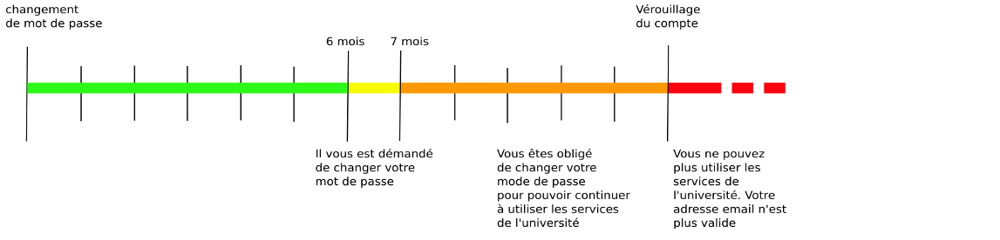 changement
de mot de passe
6 mois
7 mois
Vérouillage
du compte
Il vous est démandé
de changer votre
mot de passe
Vous êtes obligé
de changer votre
mode de passe
pour pouvoir continuer
à utiliser les services
de l'université
Vous ne pouvez
plus utiliser les
services de
l'université. Votre
adresse email n'est
plus valide